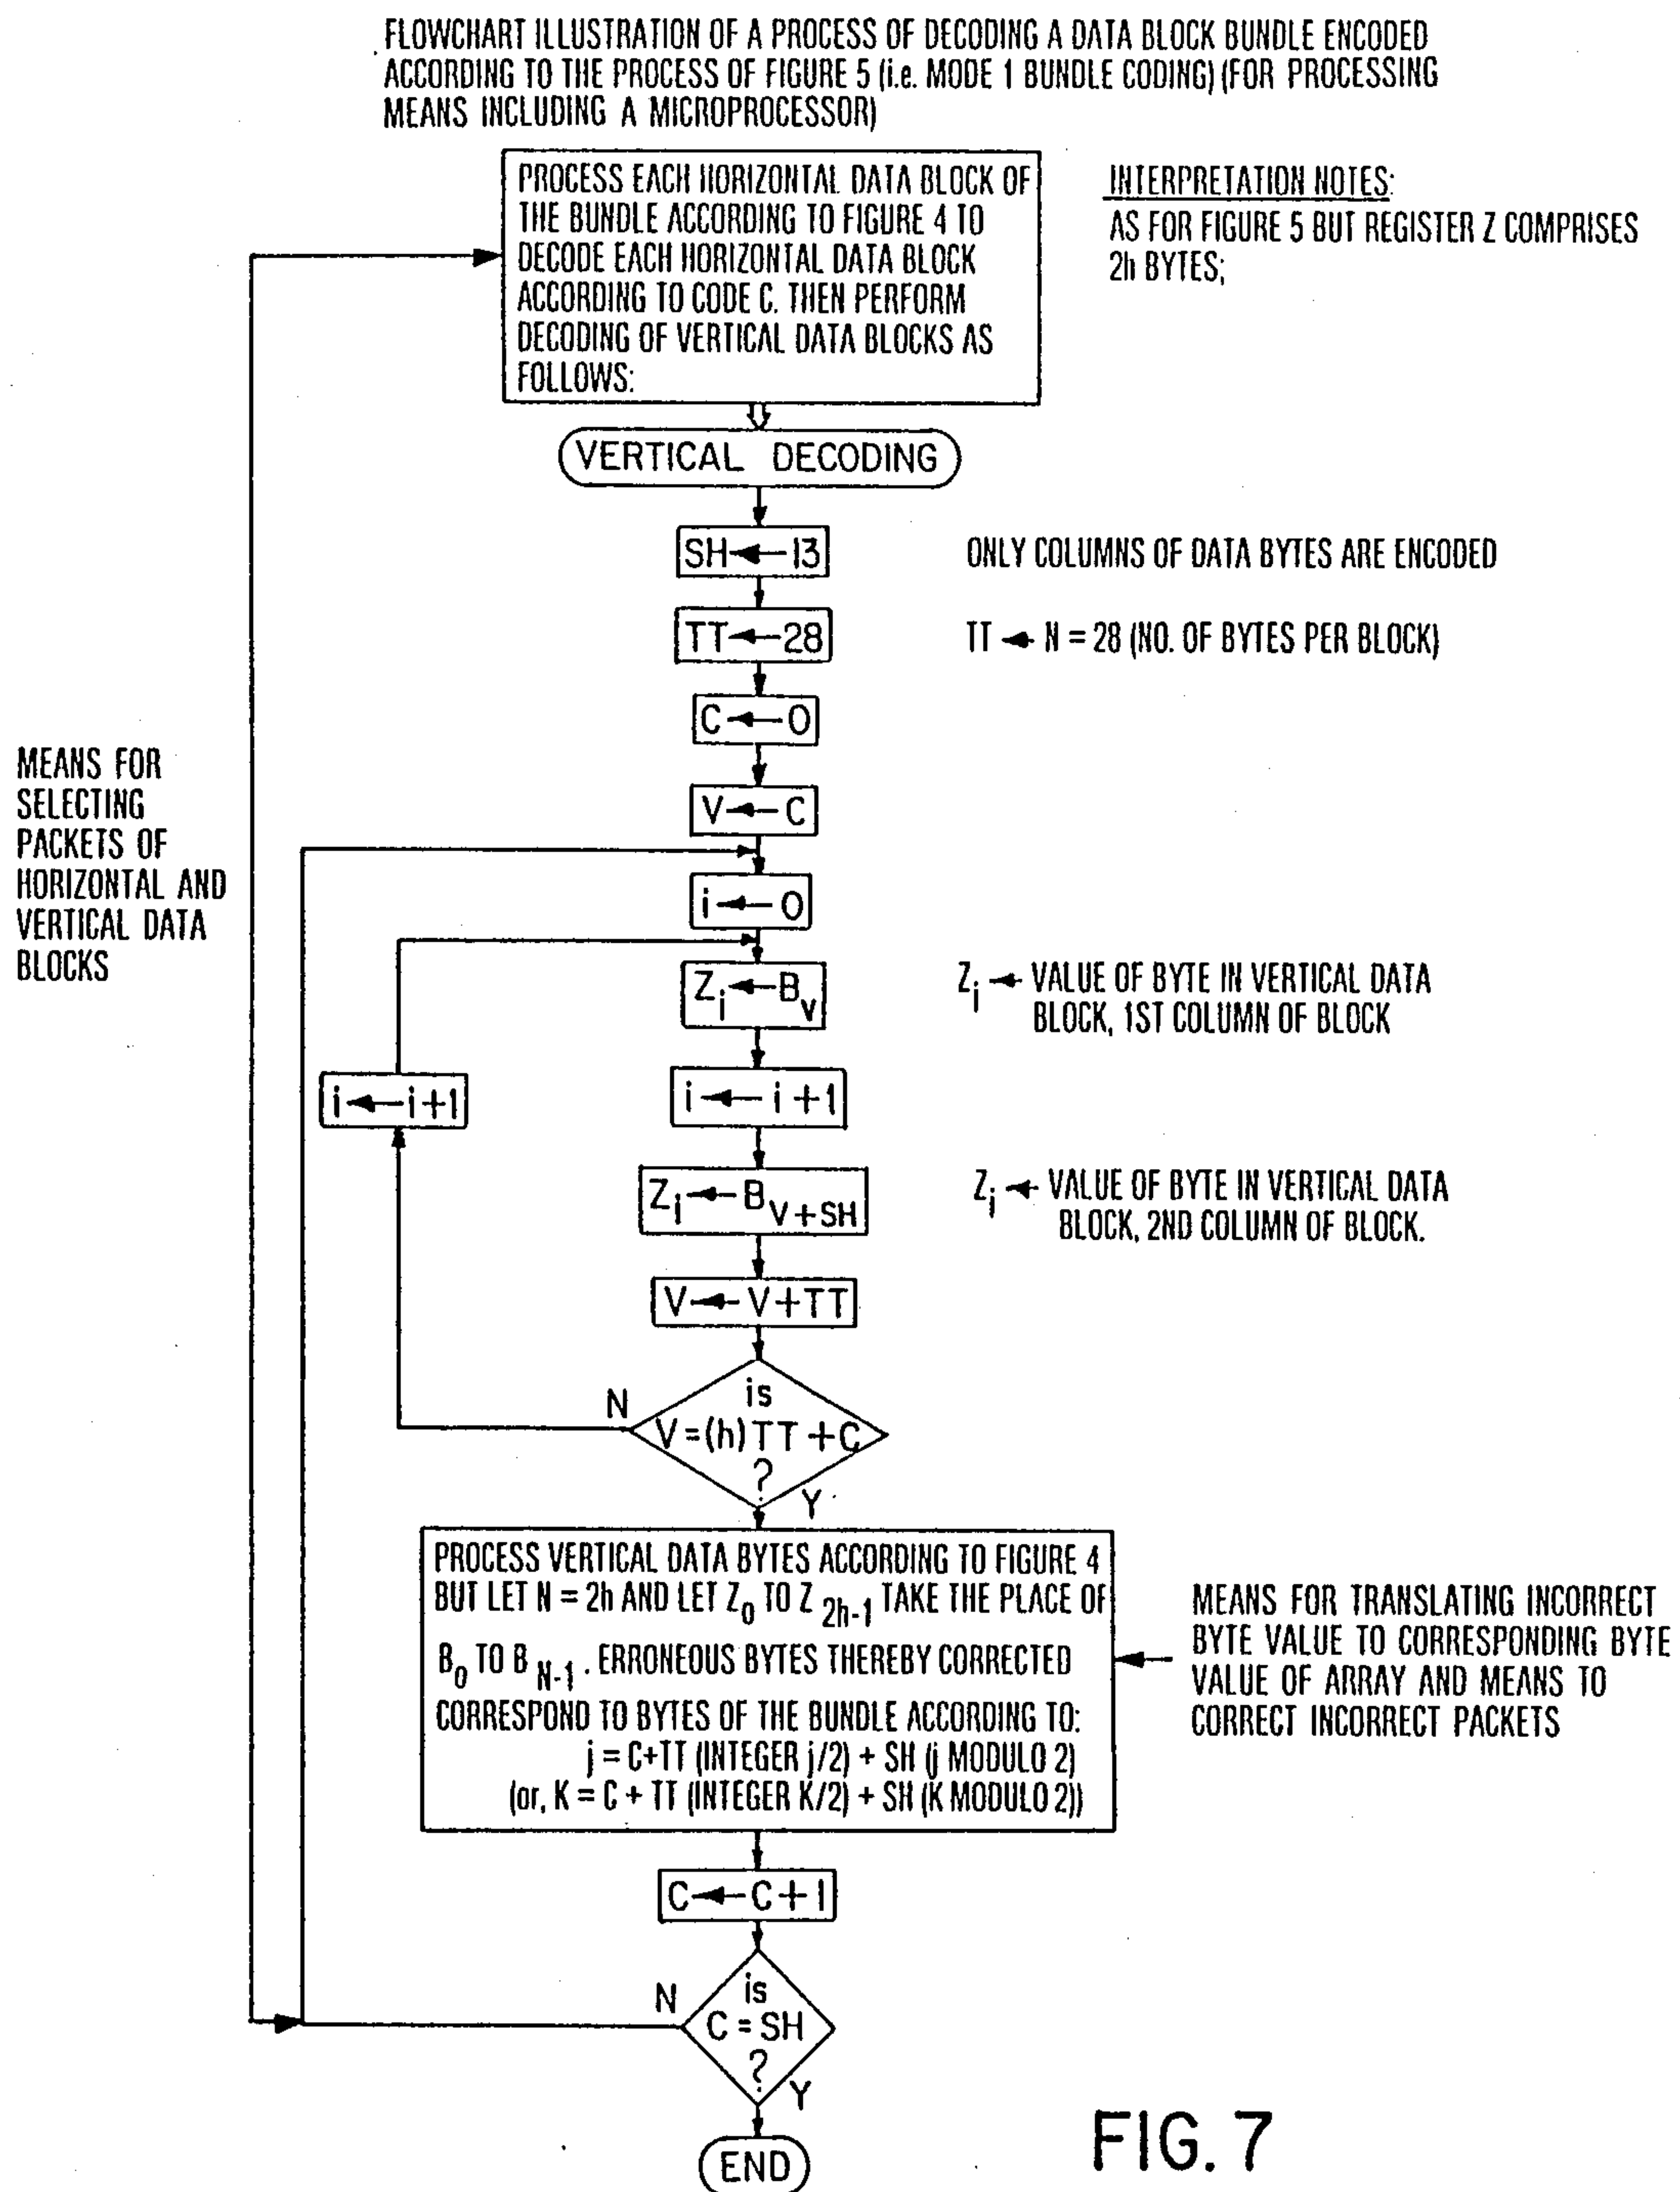 FLOWCHART ILLUSTRATION OF A PROCESS OF DECODING A DATA BLOCK BUNDLE ENCODED
ACCORDING TO THE PROCESS OF FIGURE 5 (i.e. MODE 1 BUNDLE CODING) (FOR PROCESSING
MEANS INCLUDING A MICROPROCESSOR)
PROCESS EACH HORIZONTAL DATA BLOCK OF
THE BUNDLE ACCORDING TO FIGURE 4 TO
DECODE EACH HORIZONTAL DATA BLOCK
ACCORDING TO CODE C. THEN PERFORM
DECODING OF VERTICAL DATA BLOCKS AS
FOLLOWS:
INTERPRETATION NOTES:
AS FOR FIGURE 5 BUT REGISTER Z COMPRISES
2h BYTES;
VERTICAL DECODING
SH ← 13
ONLY COLUMNS OF DATA BYTES ARE ENCODED
TT ← 28
TT ← N = 28 (NO. OF BYTES PER BLOCK)
C ← 0
V ← C
MEANS FOR
SELECTING
PACKETS OF
HORIZONTAL AND
VERTICAL DATA
BLOCKS
i ← 0
Zi ← BV
Zi ← VALUE OF BYTE IN VERTICAL DATA
BLOCK, 1ST COLUMN OF BLOCK
i ← i+1
i ← i+1
Zi ← BV+SH
Zi ← VALUE OF BYTE IN VERTICAL DATA
BLOCK, 2ND COLUMN OF BLOCK.
V ← V+TT
N
is
V=(h)TT+C
?
Y
PROCESS VERTICAL DATA BYTES ACCORDING TO FIGURE 4
BUT LET N = 2h AND LET Z0 TO Z2h-1 TAKE THE PLACE OF
B0 TO BN-1. ERRONEOUS BYTES THEREBY CORRECTED
CORRESPOND TO BYTES OF THE BUNDLE ACCORDING TO:
j = C+TT (INTEGER j/2) + SH (j MODULO 2)
(or, K = C + TT (INTEGER K/2) + SH (K MODULO 2))
MEANS FOR TRANSLATING INCORRECT
BYTE VALUE TO CORRESPONDING BYTE
VALUE OF ARRAY AND MEANS TO
CORRECT INCORRECT PACKETS
C ← C+1
N
is
C=SH
?
Y
END
FIG. 7